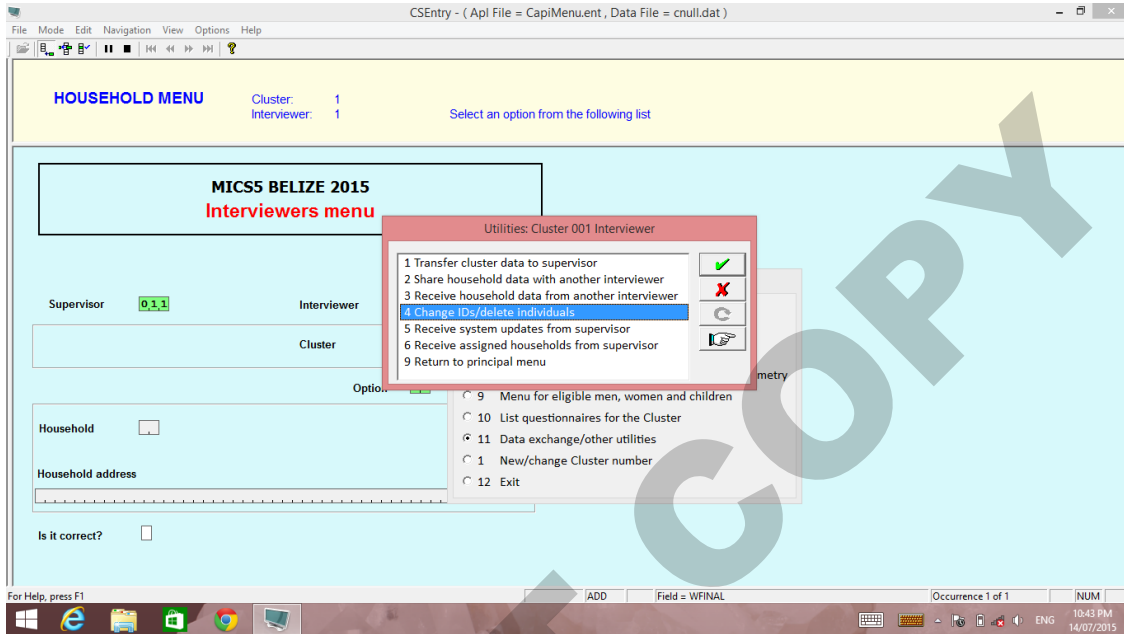 CSEntry - ( Apl File = CapiMenu.ent , Data File = cnull.dat )
File Mode Edit Navigation View Options Help
HOUSEHOLD MENU
Cluster: 1
Interviewer: 1
Select an option from the following list
MICS5 BELIZE 2015
Interviewers menu
Utilities: Cluster 001 Interviewer
1 Transfer cluster data to supervisor
2 Share household data with another interviewer
3 Receive household data from another interviewer
4 Change IDs/delete individuals
5 Receive system updates from supervisor
6 Receive assigned households from supervisor
9 Return to principal menu
Supervisor 0 1 1
Interviewer
Cluster
Option
metry
9 Menu for eligible men, women and children
10 List questionnaires for the Cluster
11 Data exchange/other utilities
1 New/change Cluster number
12 Exit
Household
Household address
Is it correct?
For Help, press F1
ADD
Field = WFINAL
Occurrence 1 of 1
NUM
ENG
10:43 PM
14/07/2015
COPY